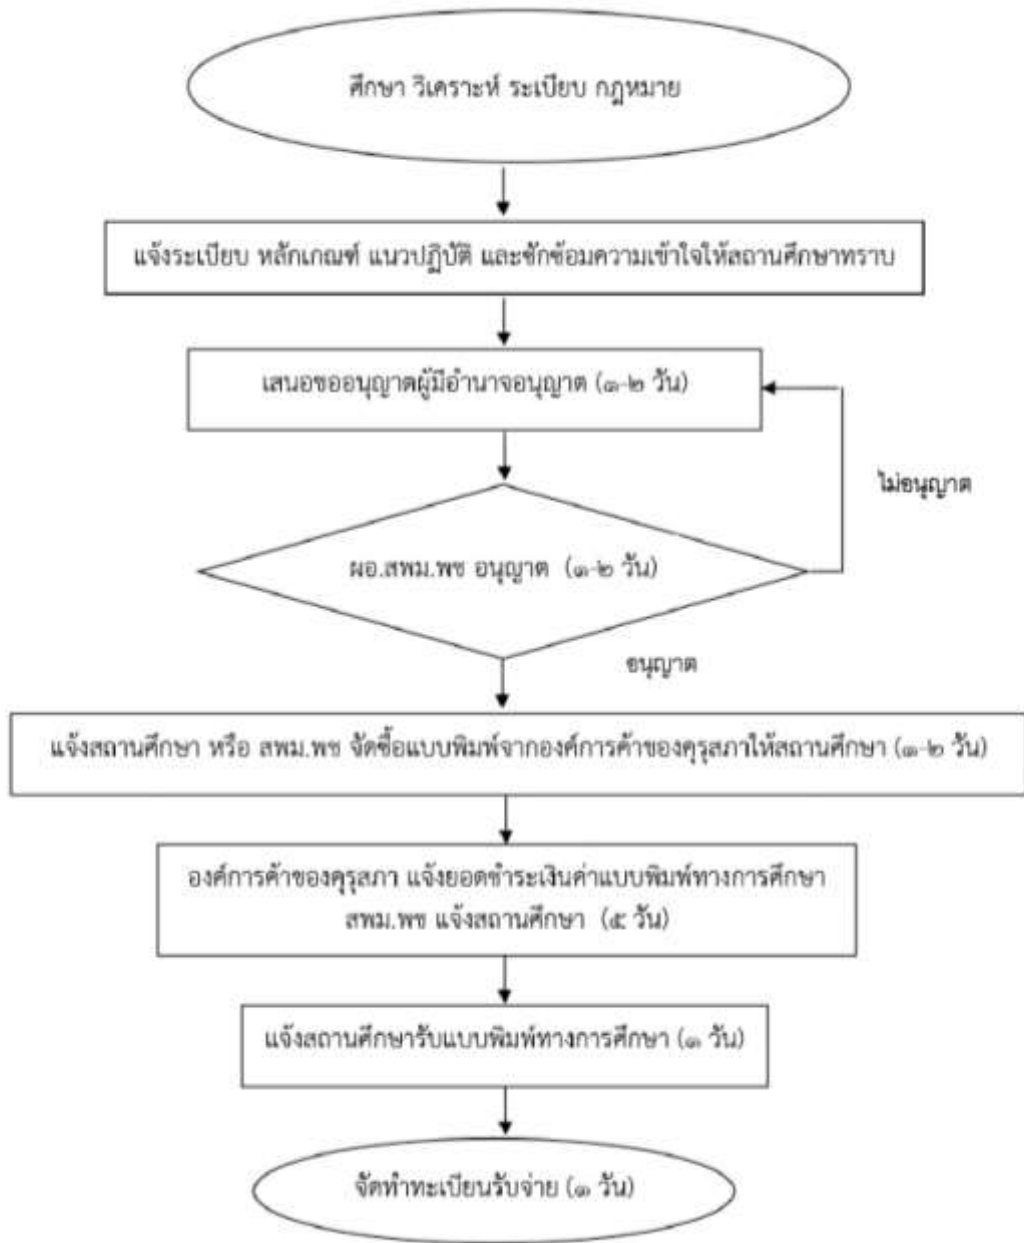 ศึกษา วิเคราะห์ ระเบียบ กฎหมาย
แจ้งระเบียบ หลักเกณฑ์ แนวปฏิบัติ และซักซ้อมความเข้าใจให้สถานศึกษาทราบ
เสนอขออนุญาตผู้มีอำนาจอนุญาต (๑-๒ วัน)
ไม่อนุญาต
ผอ.สพม.พช อนุญาต (๑-๒ วัน)
อนุญาต
แจ้งสถานศึกษา หรือ สพม.พช จัดซื้อแบบพิมพ์จากองค์การค้าของคุรุสภาให้สถานศึกษา (๑-๒ วัน)
องค์การค้าของคุรุสภา แจ้งยอดชำระเงินค่าแบบพิมพ์ทางการศึกษา
สพม.พช แจ้งสถานศึกษา (๕ วัน)
แจ้งสถานศึกษารับแบบพิมพ์ทางการศึกษา (๑ วัน)
จัดทำทะเบียนรับจ่าย (๑ วัน)